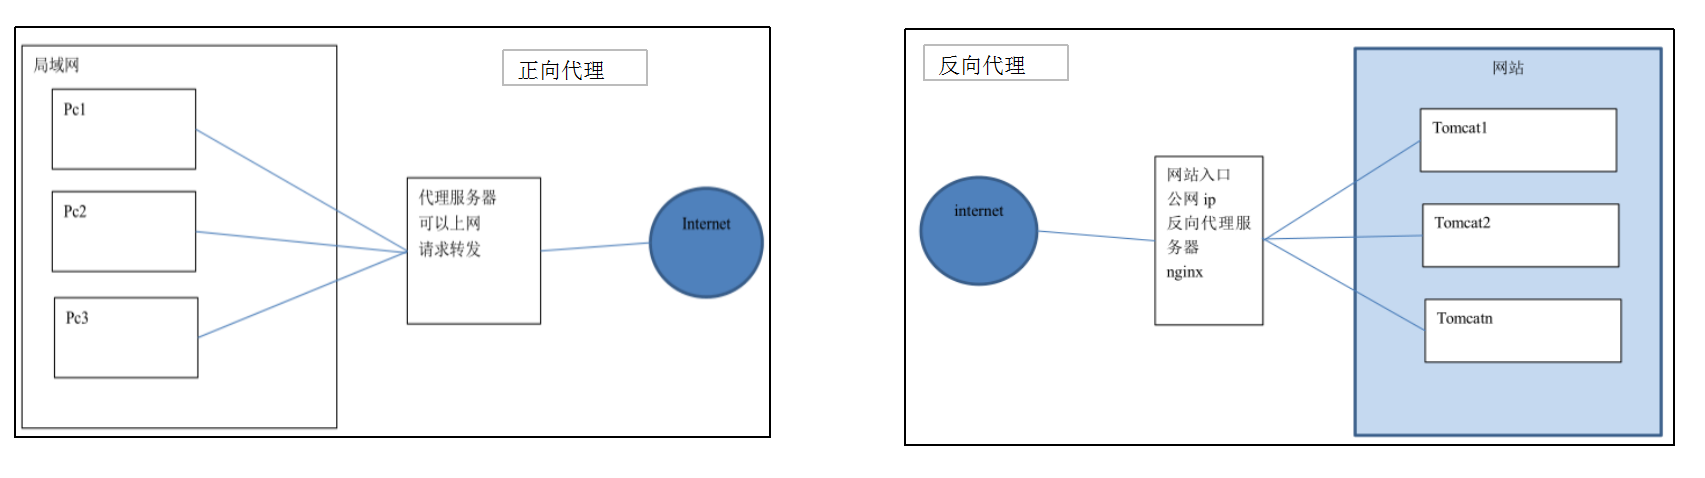 局域网
正向代理
Pc1
Pc2
Pc3
代理服务器
可以上网
请求转发
Internet
反向代理
internet
网站入口
公网 ip
反向代理服
务器
nginx
网站
Tomcat1
Tomcat2
Tomcatn